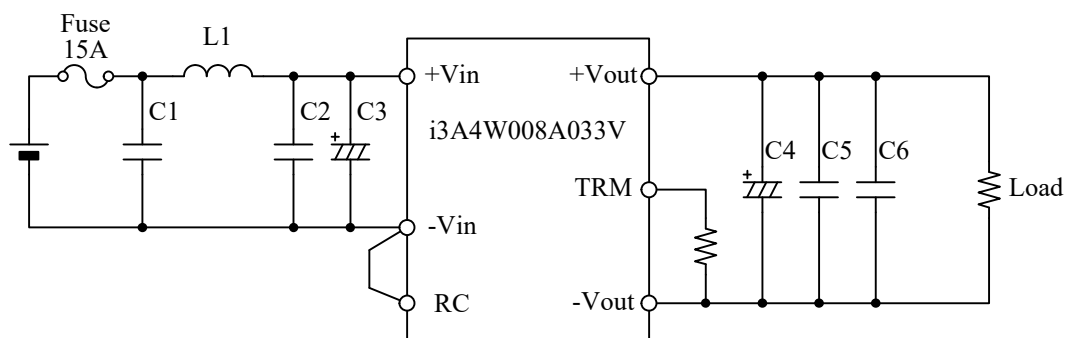 Fuse
15A
L1
+Vin
+Vout
C1
C2
C3
i3A4W008A033V
C4
C5
C6
TRM
Load
-Vin
RC
-Vout
+
+